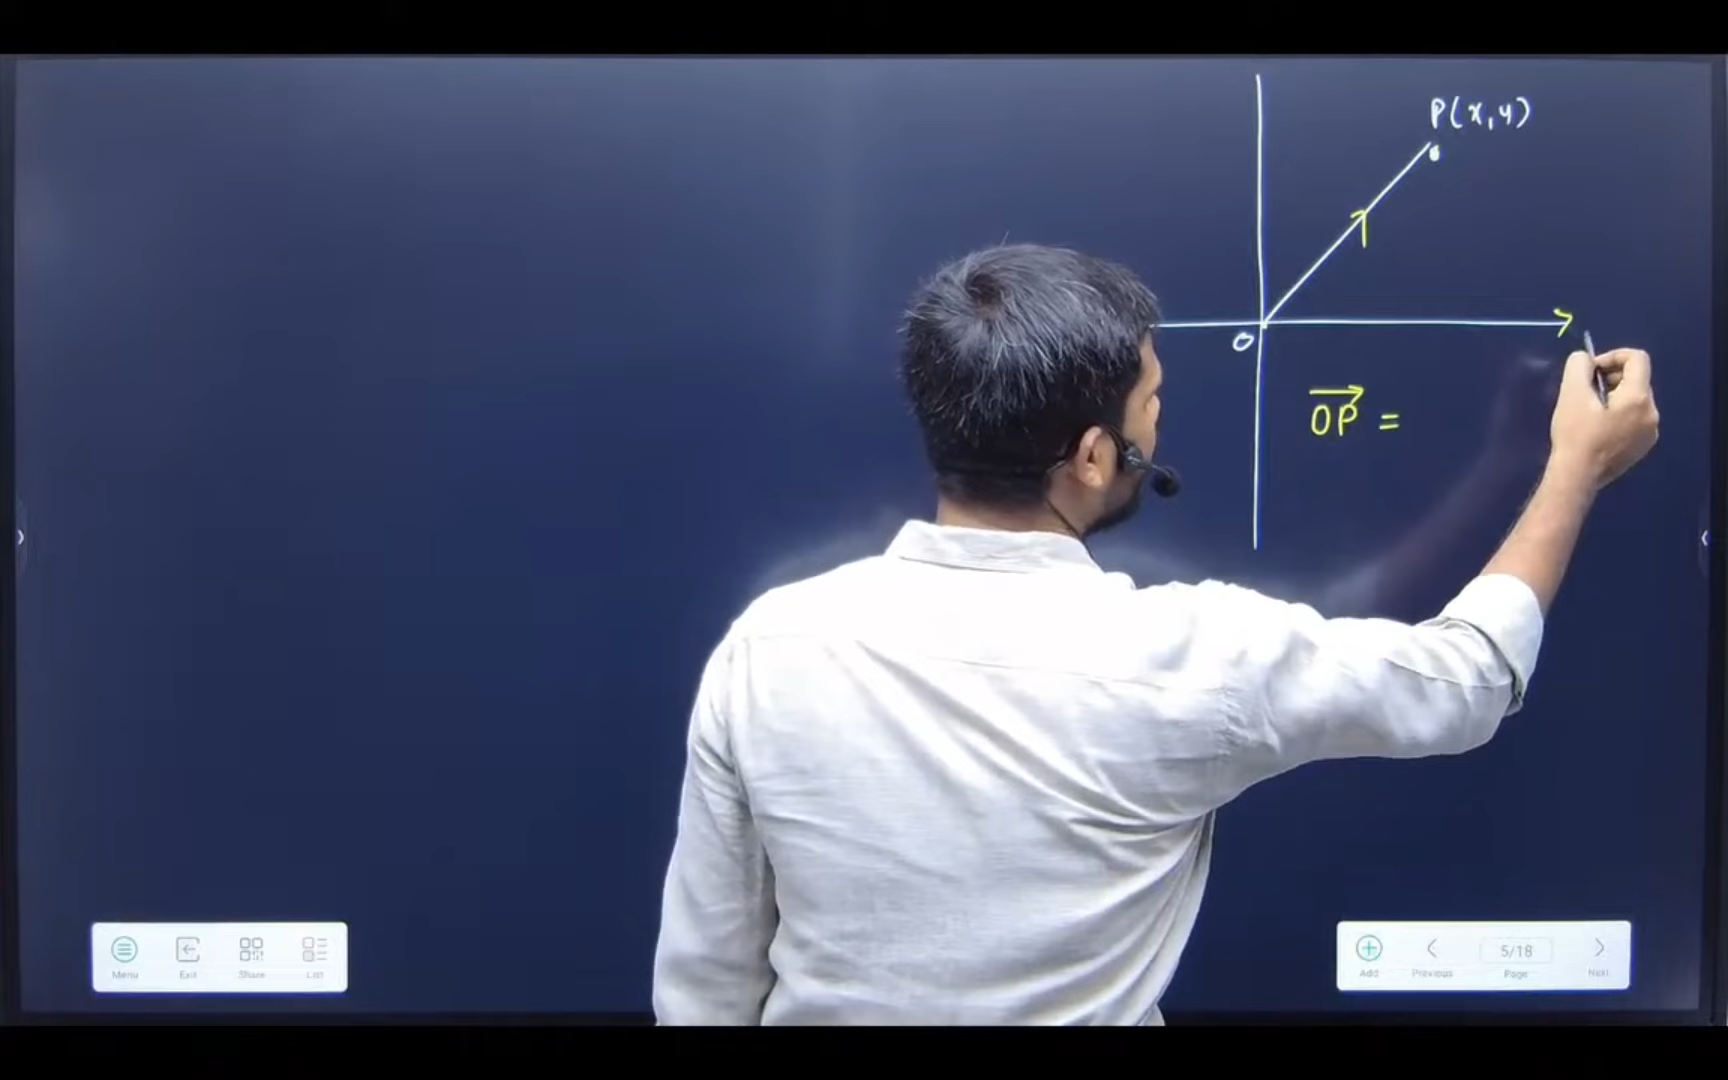 P(x,y)
O
OP =
Menu
Exit
Share
List
Add
Previous
5/18
Page
Next